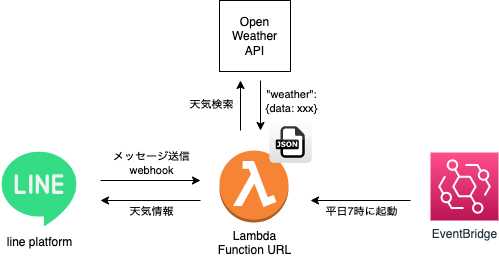 Open
Weather
API
天気検索
"weather":
{data: xxx}
JSON
メッセージ送信
webhook
LINE
天気情報
平日7時に起動
line platform
Lambda
Function URL
EventBridge